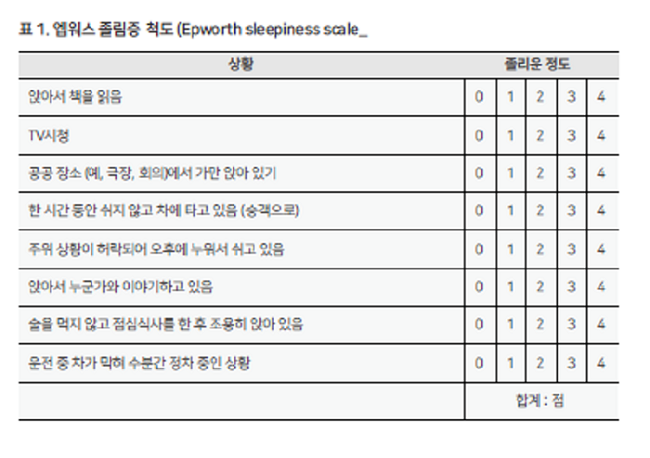 표 1. 엡워스 졸림증 척도 (Epworth sleepiness scale_
상황 졸리운 정도
앉아서 책을 읽음 0 1 2 3 4
TV시청 0 1 2 3 4
공공 장소 (예, 극장, 회의)에서 가만 앉아 있기 0 1 2 3 4
한 시간 동안 쉬지 않고 차에 타고 있음 (승객으로) 0 1 2 3 4
주위 상황이 허락되어 오후에 누워서 쉬고 있음 0 1 2 3 4
앉아서 누군가와 이야기하고 있음 0 1 2 3 4
술을 먹지 않고 점심식사를 한 후 조용히 앉아 있음 0 1 2 3 4
운전 중 차가 막혀 수분간 정차 중인 상황 0 1 2 3 4
합계 : 점